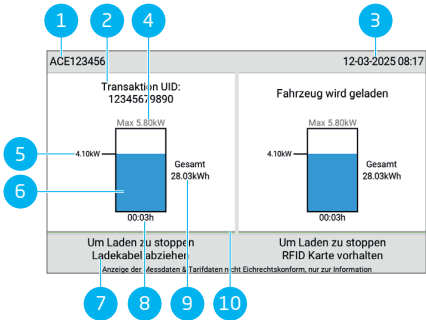 1 2 4 3
ACE123456 12-03-2025 08:17
Transaktion UID:
12345679890
Fahrzeug wird geladen
Max 5.80kW
Max 5.80kW
5 4.10kW
4.10kW
6
Gesamt
28.03kWh
Gesamt
28.03kWh
00:03h
00:03h
Um Laden zu stoppen
Ladekabel abziehen
Um Laden zu stoppen
RFID Karte vorhalten
Anzeige der Messdaten & Tarifdaten nicht Eichrechtskonform, nur zur Information
7 8 9 10